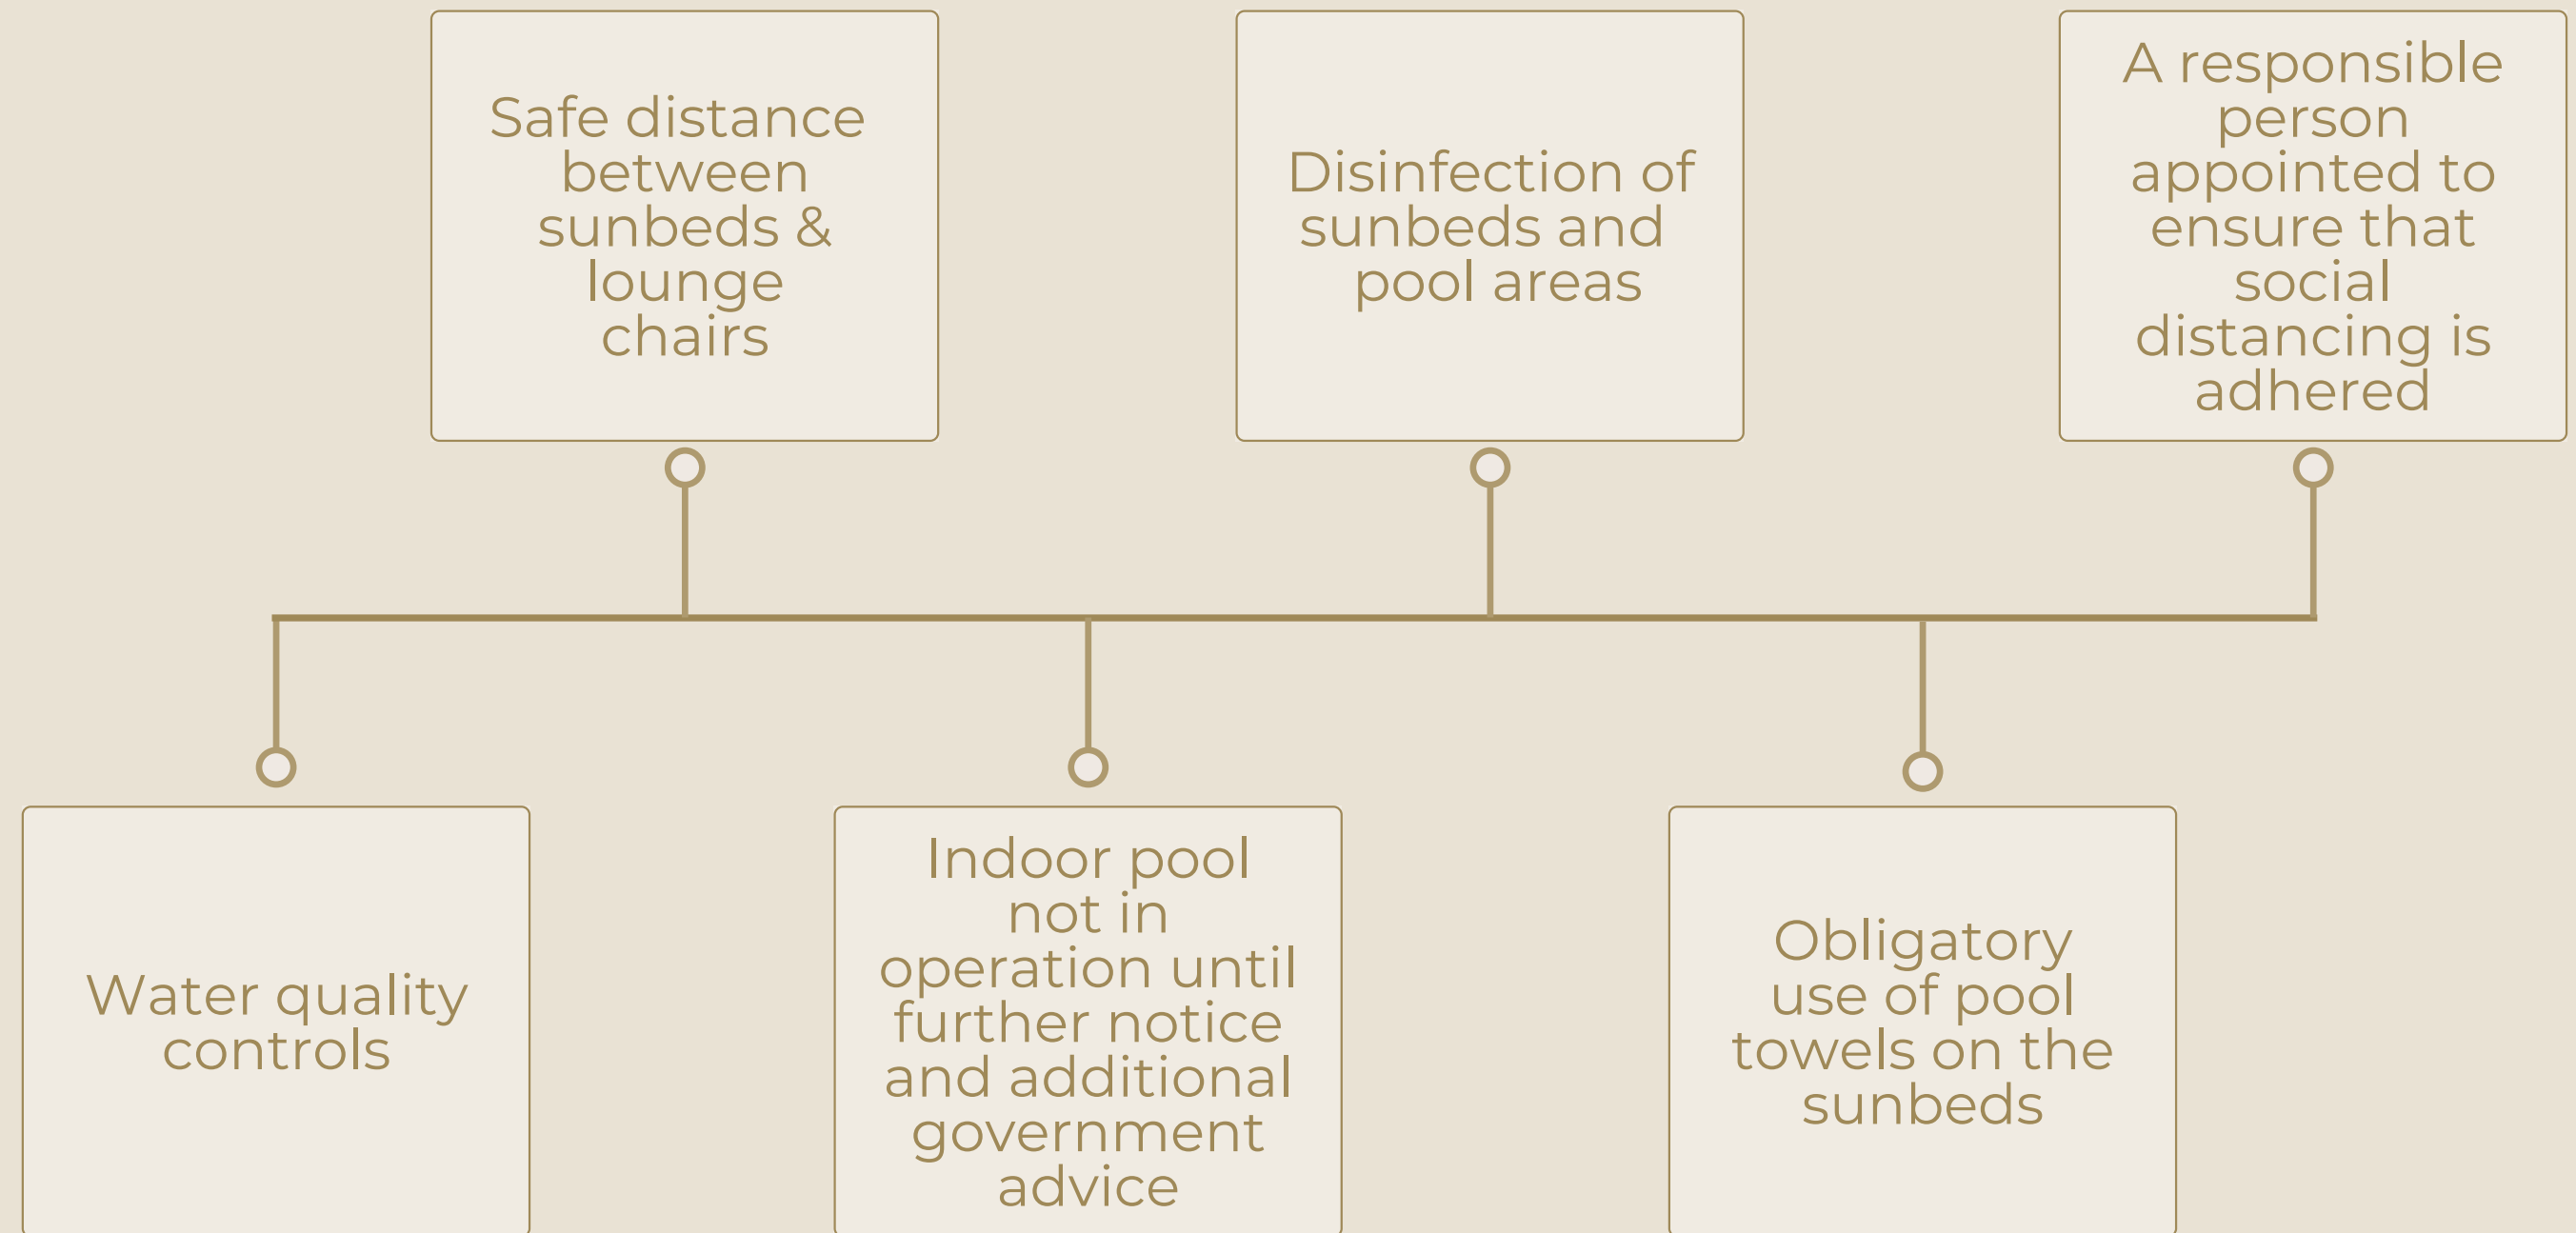 Safe distance
between
sunbeds &
lounge
chairs
Disinfection of
sunbeds and
pool areas
A responsible
person
appointed to
ensure that
social
distancing is
adhered
Water quality
controls
Indoor pool
not in
operation until
further notice
and additional
government
advice
Obligatory
use of pool
towels on the
sunbeds